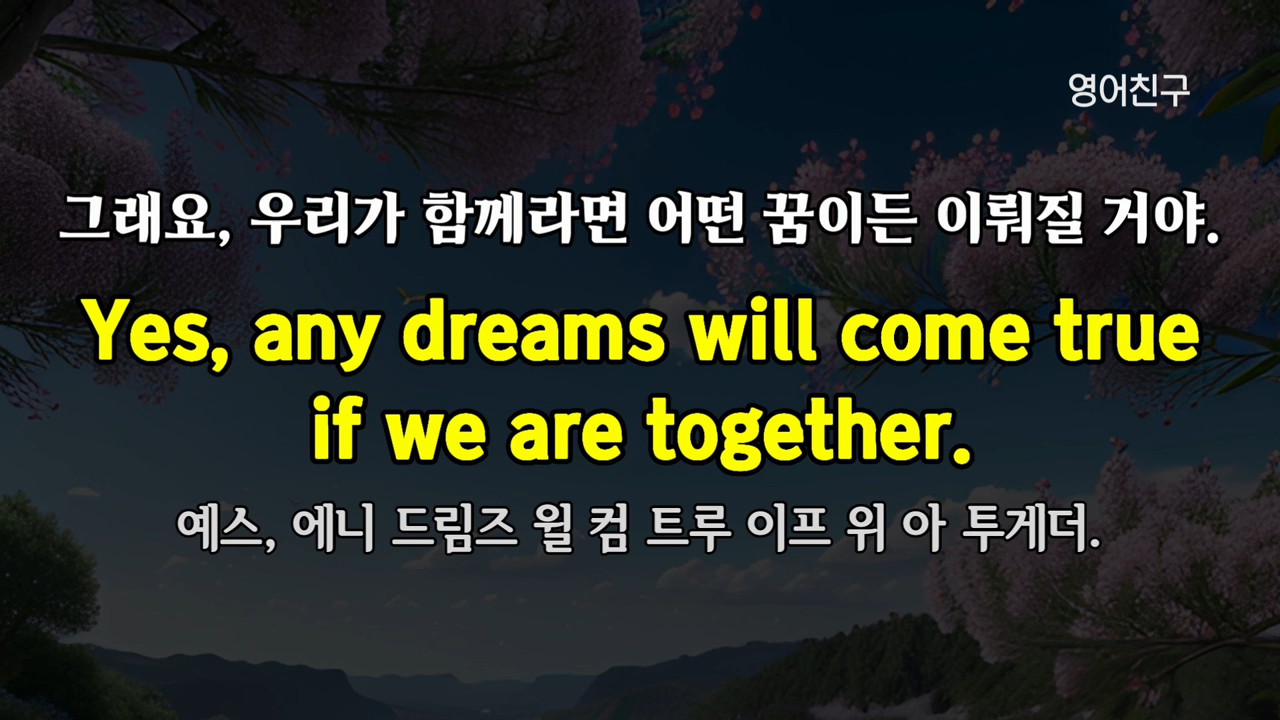 영어친구
그래요, 우리가 함께라면 어떤 꿈이든 이뤄질 거야.
Yes, any dreams will come true
if we are together.
예스, 에니 드림즈 윌 컴 트루 이프 위 아 투게더.